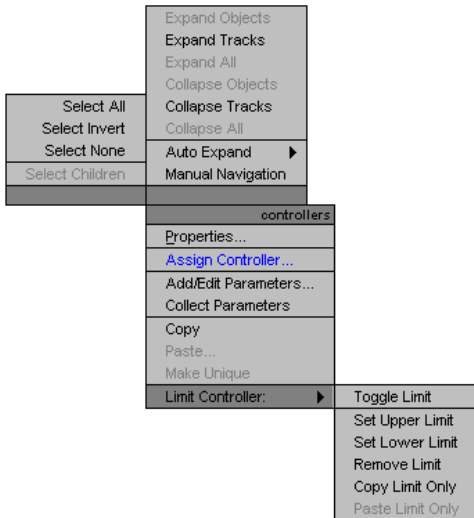 Expand Objects
Expand Tracks
Expand All
Collapse Objects
Collapse Tracks
Collapse All
Auto Expand
Manual Navigation
Select All
Select Invert
Select None
Select Children
controllers
Properties...
Assign Controller...
Add/Edit Parameters...
Collect Parameters
Copy
Paste...
Make Unique
Limit Controller:
Toggle Limit
Set Upper Limit
Set Lower Limit
Remove Limit
Copy Limit Only
Paste Limit Only